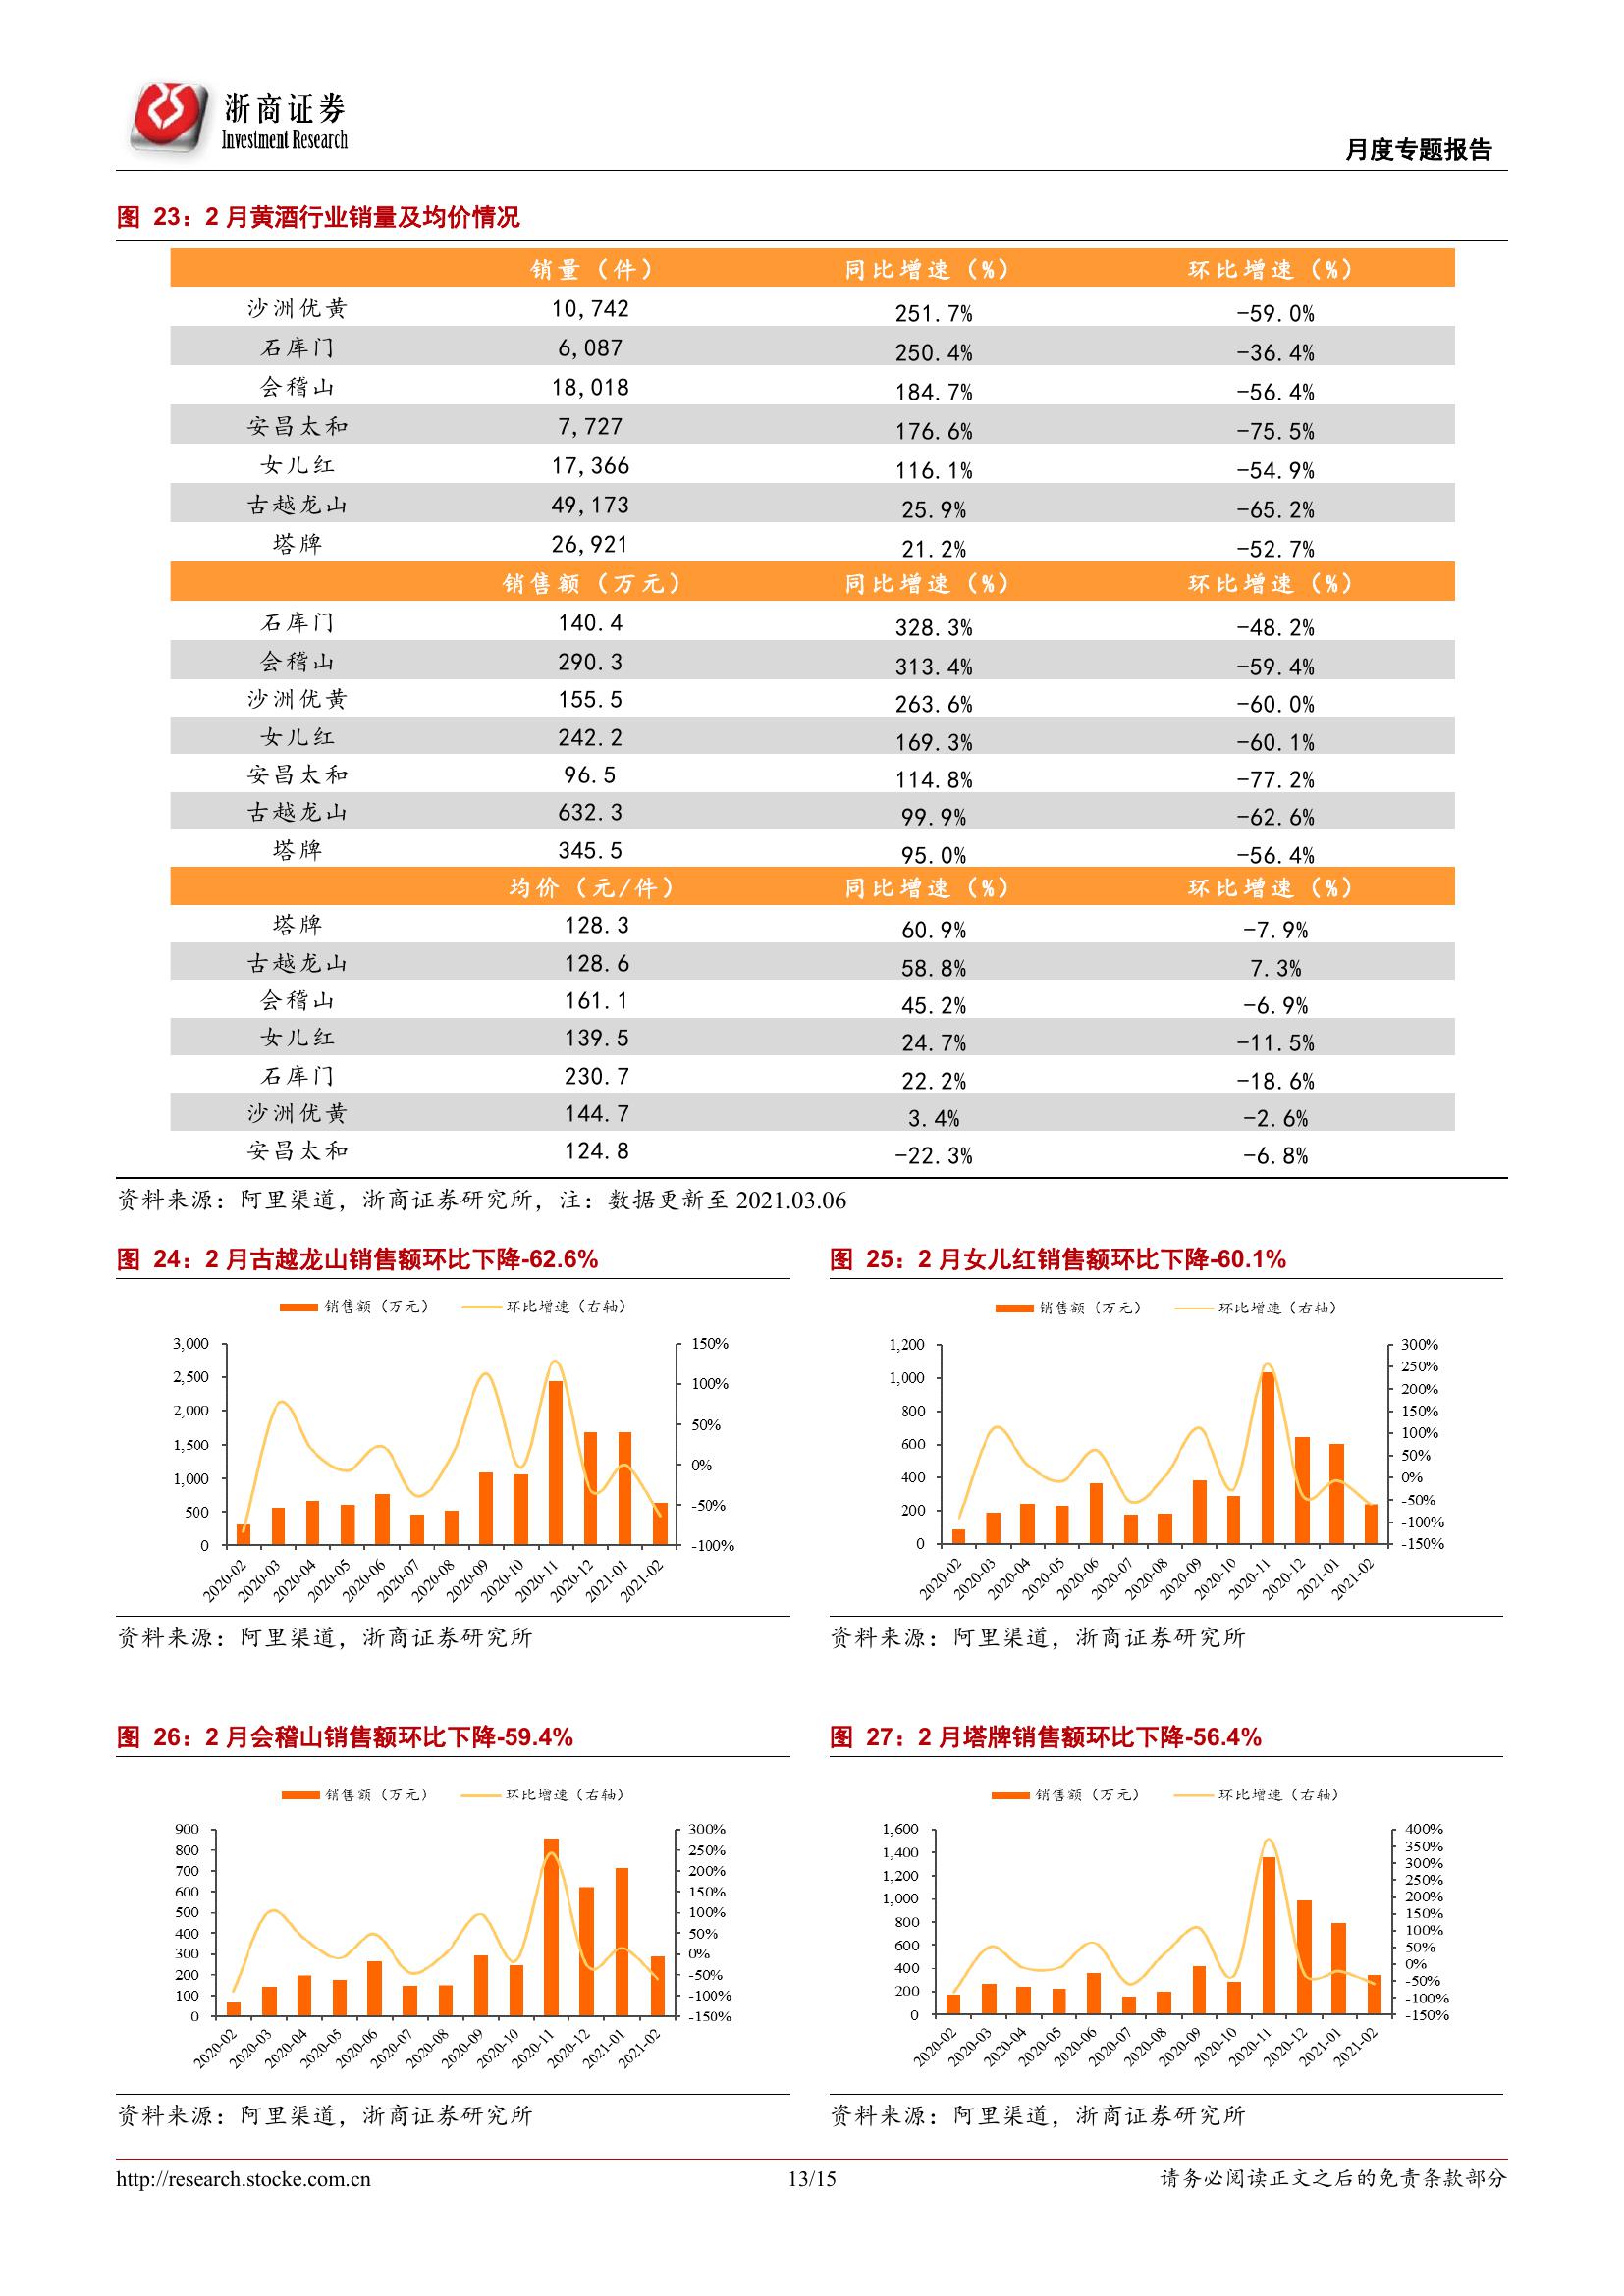 浙商证券
Investment Research
月度专题报告
图 23：2 月黄酒行业销量及均价情况
销量（件） 同比增速（%） 环比增速（%）
沙洲优黄 10,742 251.7% -59.0%
石库门 6,087 250.4% -36.4%
会稽山 18,018 184.7% -56.4%
安昌太和 7,727 176.6% -75.5%
女儿红 17,366 116.1% -54.9%
古越龙山 49,173 25.9% -65.2%
塔牌 26,921 21.2% -52.7%
销售额（万元） 同比增速（%） 环比增速（%）
石库门 140.4 328.3% -48.2%
会稽山 290.3 313.4% -59.4%
沙洲优黄 155.5 263.6% -60.0%
女儿红 242.2 169.3% -60.1%
安昌太和 96.5 114.8% -77.2%
古越龙山 632.3 99.9% -62.6%
塔牌 345.5 95.0% -56.4%
均价（元/件） 同比增速（%） 环比增速（%）
塔牌 128.3 60.9% -7.9%
古越龙山 128.6 58.8% 7.3%
会稽山 161.1 45.2% -6.9%
女儿红 139.5 24.7% -11.5%
石库门 230.7 22.2% -18.6%
沙洲优黄 144.7 3.4% -2.6%
安昌太和 124.8 -22.3% -6.8%
资料来源：阿里渠道，浙商证券研究所，注：数据更新至 2021.03.06
图 24：2 月古越龙山销售额环比下降-62.6%
销售额（万元） 环比增速（右轴）
3,000 150%
2,500 100%
2,000 50%
1,500 0%
1,000 -50%
500 -100%
0
2020-02 2020-03 2020-04 2020-05 2020-06 2020-07 2020-08 2020-09 2020-10 2020-11 2020-12 2021-01 2021-02
资料来源：阿里渠道，浙商证券研究所
图 25：2 月女儿红销售额环比下降-60.1%
销售额（万元） 环比增速（右轴）
1,200 300%
1,000 250%
800 200%
600 150%
400 100%
200 50%
0 0%
-50%
-100%
-150%
2020-02 2020-03 2020-04 2020-05 2020-06 2020-07 2020-08 2020-09 2020-10 2020-11 2020-12 2021-01 2021-02
资料来源：阿里渠道，浙商证券研究所
图 26：2 月会稽山销售额环比下降-59.4%
销售额（万元） 环比增速（右轴）
900 300%
800 250%
700 200%
600 150%
500 100%
400 50%
300 0%
200 -50%
100 -100%
0 -150%
2020-02 2020-03 2020-04 2020-05 2020-06 2020-07 2020-08 2020-09 2020-10 2020-11 2020-12 2021-01 2021-02
资料来源：阿里渠道，浙商证券研究所
图 27：2 月塔牌销售额环比下降-56.4%
销售额（万元） 环比增速（右轴）
1,600 400%
1,400 350%
1,200 300%
1,000 250%
800 200%
600 150%
400 100%
200 50%
0 0%
-50%
-100%
-150%
2020-02 2020-03 2020-04 2020-05 2020-06 2020-07 2020-08 2020-09 2020-10 2020-11 2020-12 2021-01 2021-02
资料来源：阿里渠道，浙商证券研究所
http://research.stocke.com.cn 13/15 请务必阅读正文之后的免责条款部分